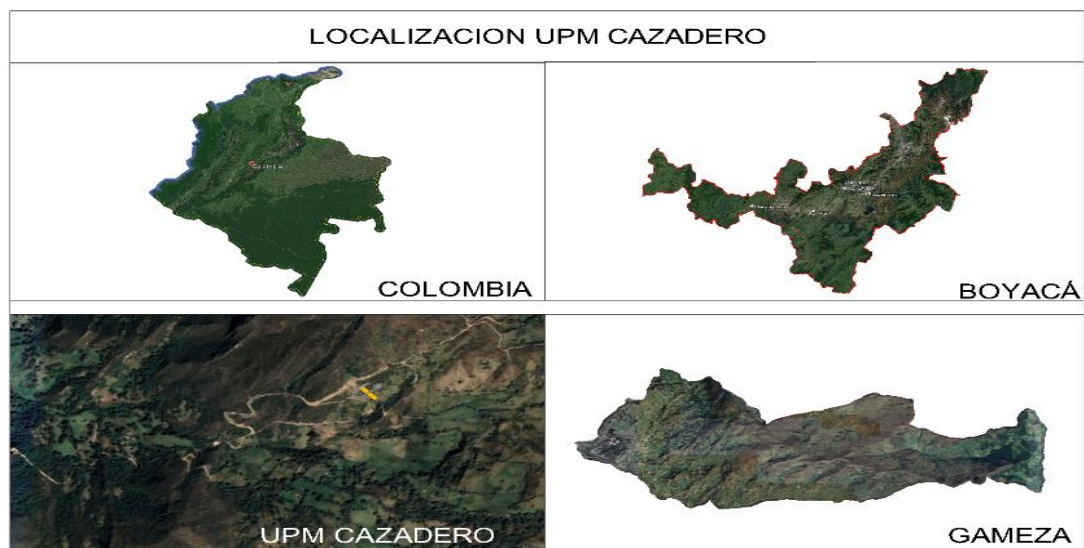 LOCALIZACION UPM CAZADERO
COLOMBIA
BOYACÁ
UPM CAZADERO
GAMEZA